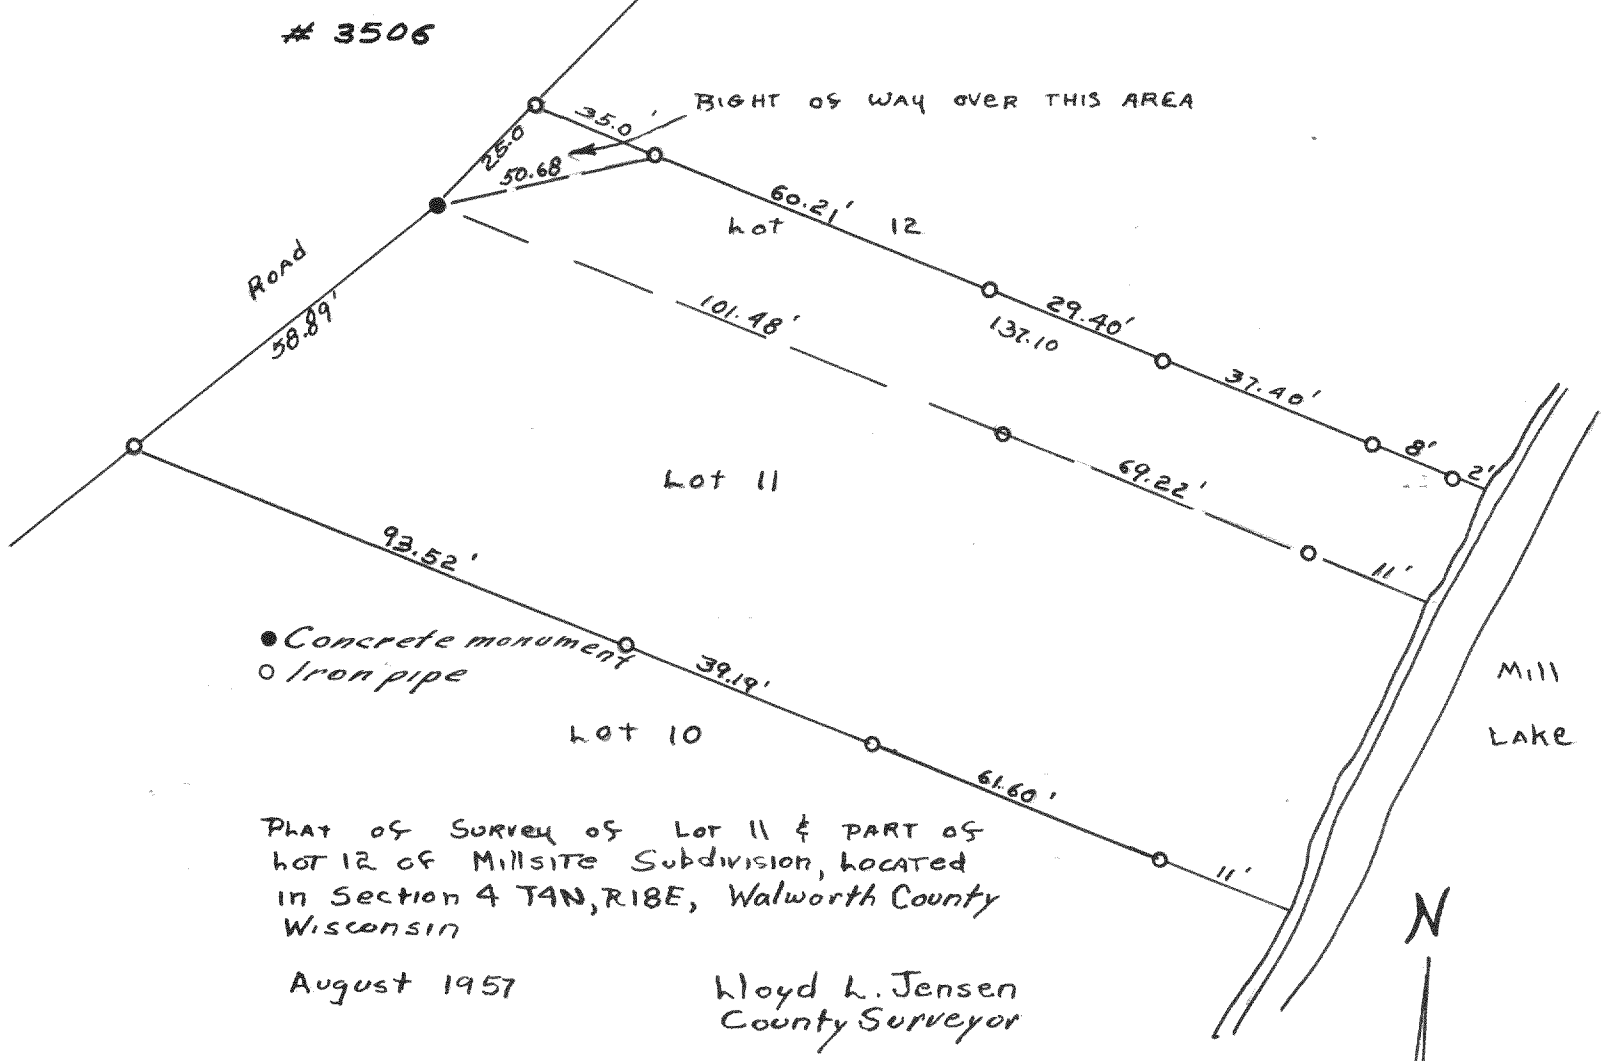 # 3506
RIGHT OF WAY OVER THIS AREA
35.0'
25.0
50.68
60.21'
Lot 12
Road
58.89'
101.48'
29.40'
137.10
37.40'
8'
2'
Lot 11
69.22'
11'
93.52'
● Concrete monument
○ Iron pipe
39.19'
Mill
Lake
Lot 10
61.60'
11'
Plat of Survey of Lot 11 & PART of
Lot 12 of Millsite Subdivision, Located
in Section 4 T4N, R18E, Walworth County
Wisconsin
N
August 1957
Lloyd L. Jensen
County Surveyor